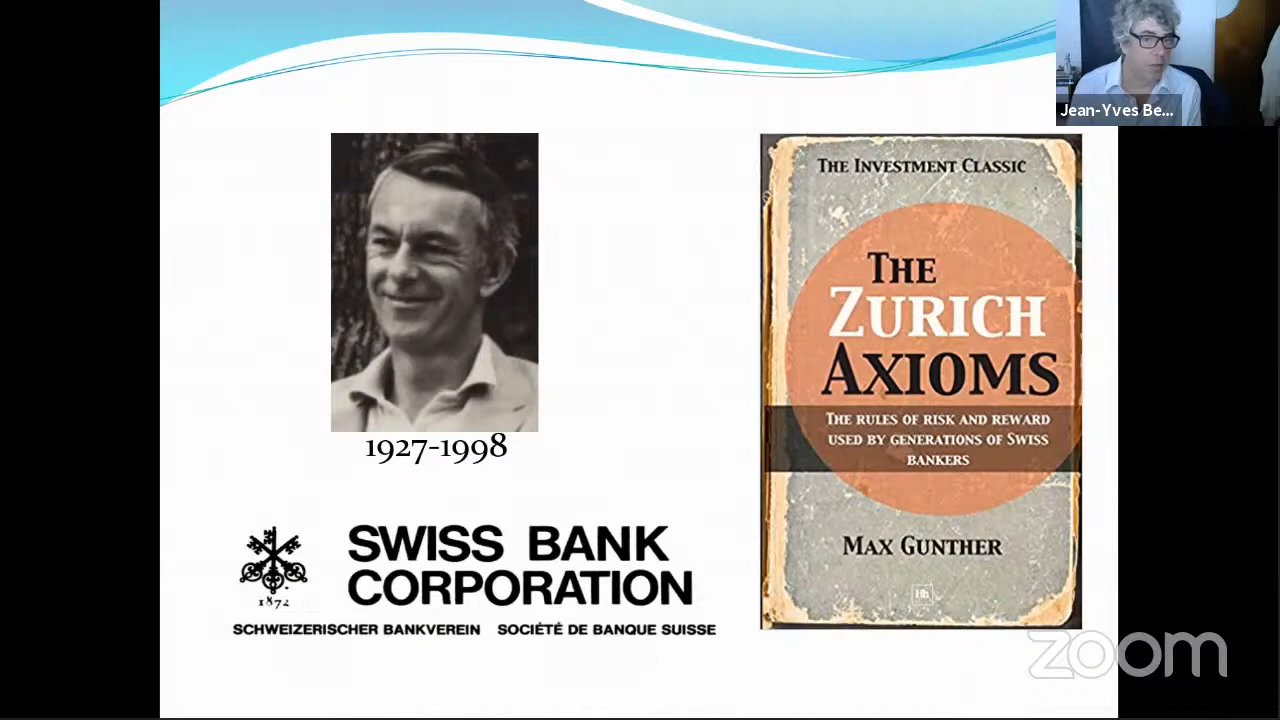 Jean-Yves Be...
THE INVESTMENT CLASSIC
THE
ZURICH
AXIOMS
THE RULES OF RISK AND REWARD
USED BY GENERATIONS OF SWISS
BANKERS
MAX GUNTHER
Hh
1927-1998
SWISS BANK
CORPORATION
1872
SCHWEIZERISCHER BANKVEREIN SOCIÉTÉ DE BANQUE SUISSE
zoom